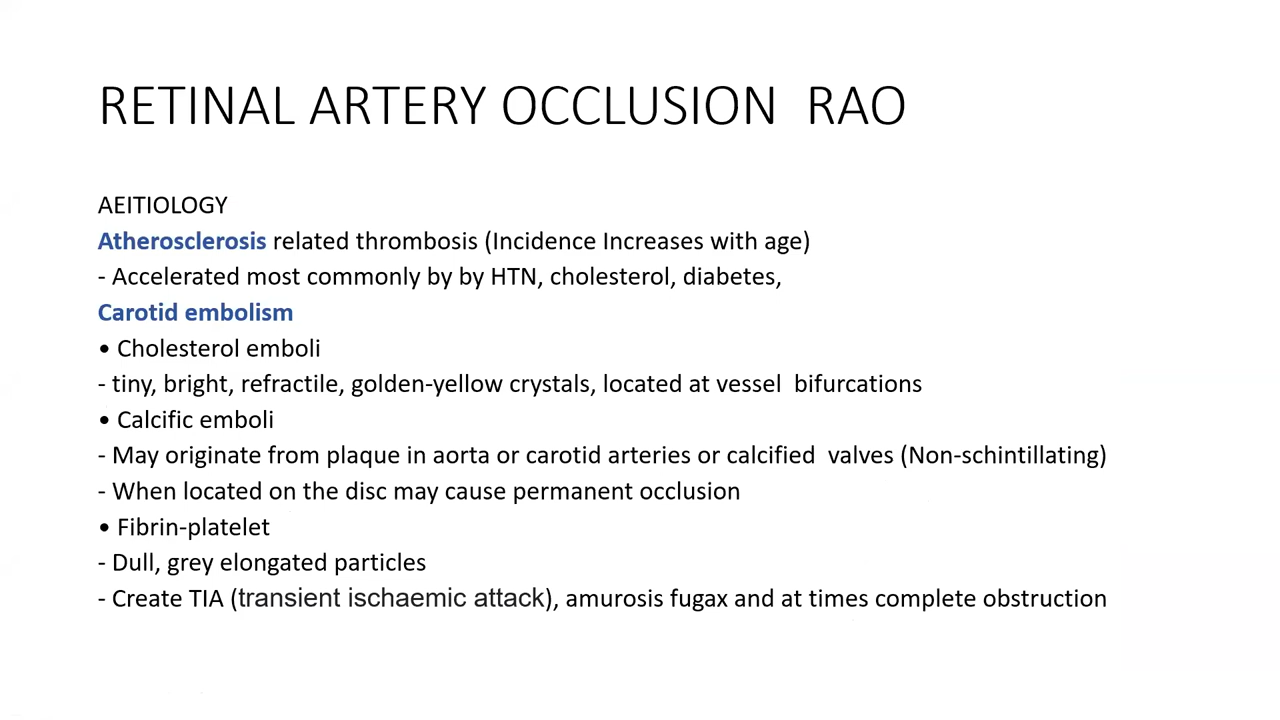 RETINAL ARTERY OCCLUSION RAO
AEITIOLOGY
Atherosclerosis related thrombosis (Incidence Increases with age)
- Accelerated most commonly by by HTN, cholesterol, diabetes,
Carotid embolism
• Cholesterol emboli
- tiny, bright, refractile, golden-yellow crystals, located at vessel bifurcations
• Calcific emboli
- May originate from plaque in aorta or carotid arteries or calcified valves (Non-schintillating)
- When located on the disc may cause permanent occlusion
• Fibrin-platelet
- Dull, grey elongated particles
- Create TIA (transient ischaemic attack), amurosis fugax and at times complete obstruction